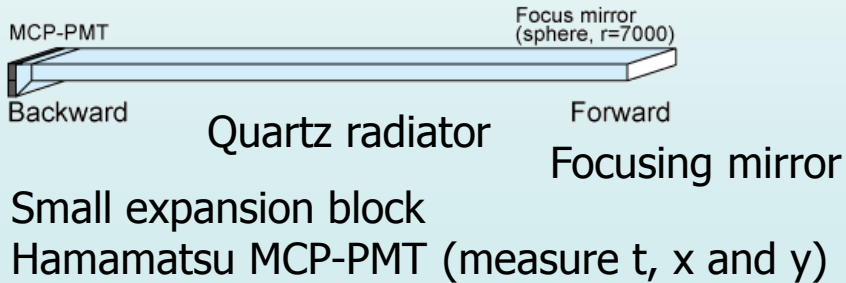 MCP-PMT
Focus mirror
(sphere, r=7000)
Backward
Forward
Quartz radiator
Focusing mirror
Small expansion block
Hamamatsu MCP-PMT (measure t, x and y)